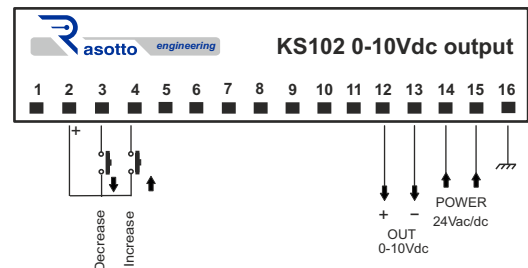 Rasotto engineering
KS102 0-10Vdc output
1 2 3 4 5 6 7 8 9 10 11 12 13 14 15 16
+
Decrease
Increase
+ −
OUT
0-10Vdc
POWER
24Vac/dc